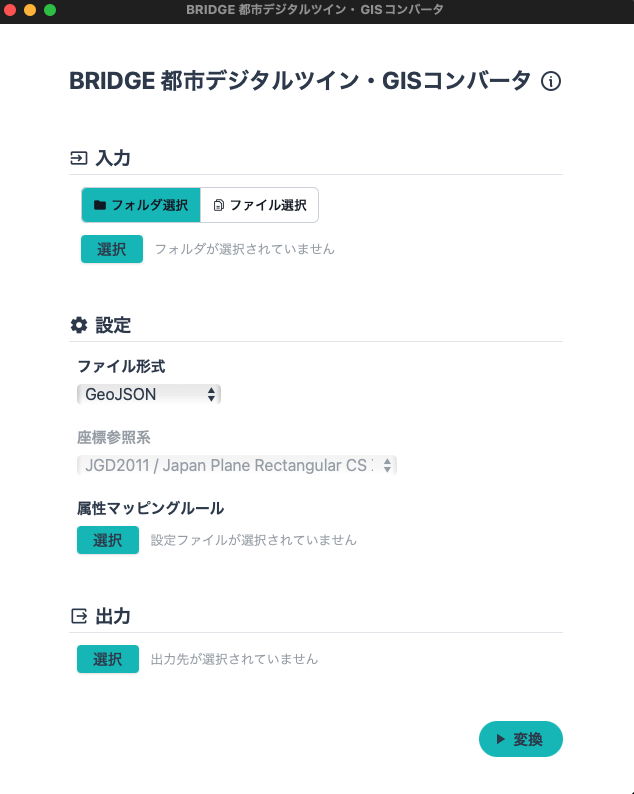 BRIDGE 都市デジタルツイン・GISコンバータ
BRIDGE 都市デジタルツイン・GISコンバータ
入力
フォルダ選択 ファイル選択
選択 フォルダが選択されていません
設定
ファイル形式
GeoJSON
座標参照系
JGD2011 / Japan Plane Rectangular CS
属性マッピングルール
選択 設定ファイルが選択されていません
出力
選択 出力先が選択されていません
変換